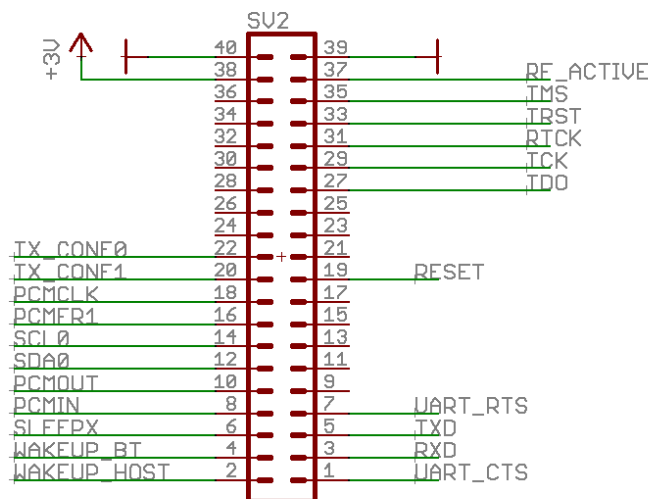 SV2
+3V
40 39
38 37 RF_ACTIVE
36 35 TMS
34 33 TRST
32 31 RTCK
30 29 TCK
28 27 TDO
26 25
24 23
TX_CONF0 22 21
TX_CONF1 20 19 RESET
PCMCLK 18 17
PCMFR1 16 15
SCL0 14 13
SDA0 12 11
PCMOUT 10 9
PCMIN 8 7 UART_RTS
SLEEPX 6 5 TXD
WAKEUP_BT 4 3 RXD
WAKEUP_HOST 2 1 UART_CTS